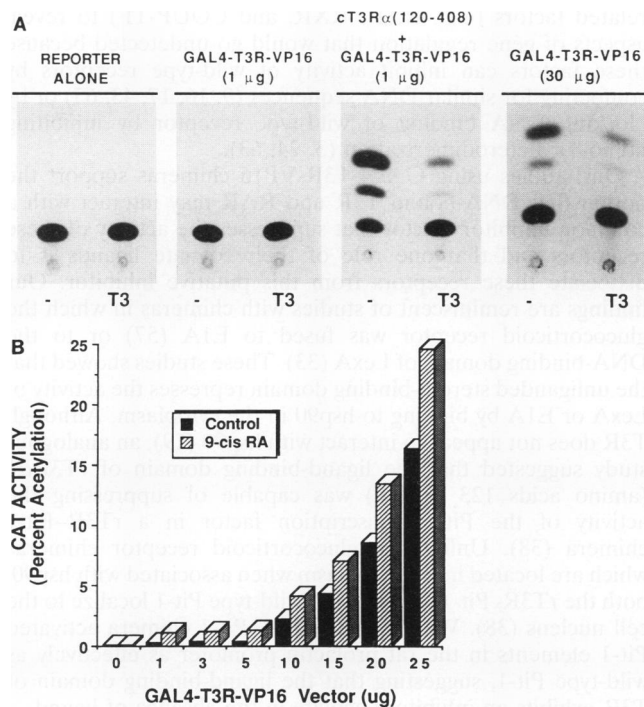 A
REPORTER
ALONE
GAL4-T3R-VP16
(1 µg)
cT3Rα(120-408)
+
GAL4-T3R-VP16
(1 µg)
GAL4-T3R-VP16
(30 µg)
-
T3
-
T3
-
T3
-
T3
B
CAT ACTIVITY
(Percent Acetylation)
25
20
15
10
5
0
Control
9-cis RA
0
1
3
5
10
15
20
25
GAL4-T3R-VP16 Vector (ug)